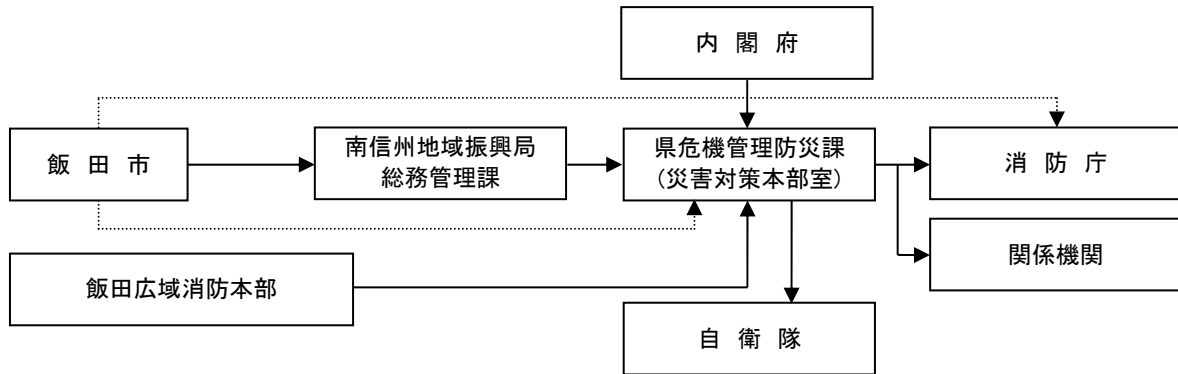 内 閣 府
飯 田 市
南信州地域振興局
総務管理課
県危機管理防災課
(災害対策本部室)
消 防 庁
関係機関
飯田広域消防本部
自 衛 隊